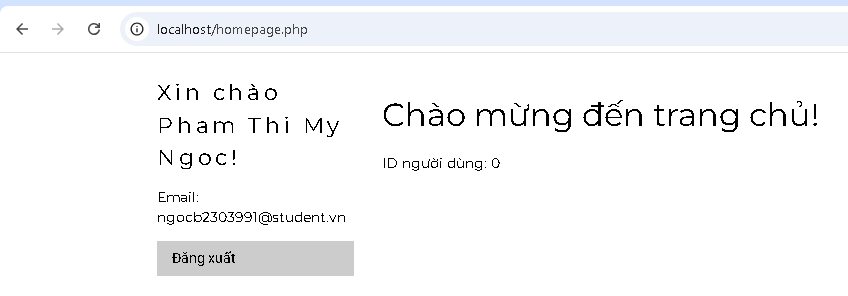 localhost/homepage.php
Xin chào
Pham Thi My
Ngoc!
Chào mừng đến trang chủ!
ID người dùng: 0
Email:
ngocb2303991@student.vn
Đăng xuất